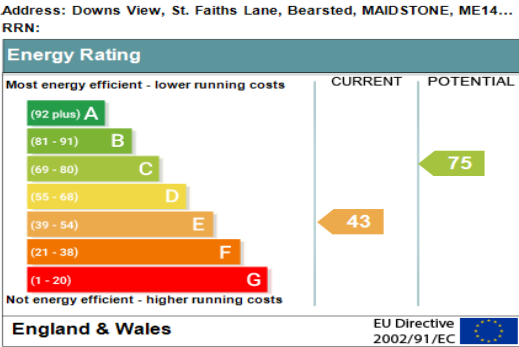 Address: Downs View, St. Faiths Lane, Bearsted, MAIDSTONE, ME14...
RRN:
Energy Rating
Most energy efficient - lower running costs
CURRENT
POTENTIAL
(92 plus) A
(81 - 91) B
(69 - 80) C
75
(55 - 68) D
(39 - 54) E
43
(21 - 38) F
(1 - 20) G
Not energy efficient - higher running costs
England & Wales
EU Directive
2002/91/EC